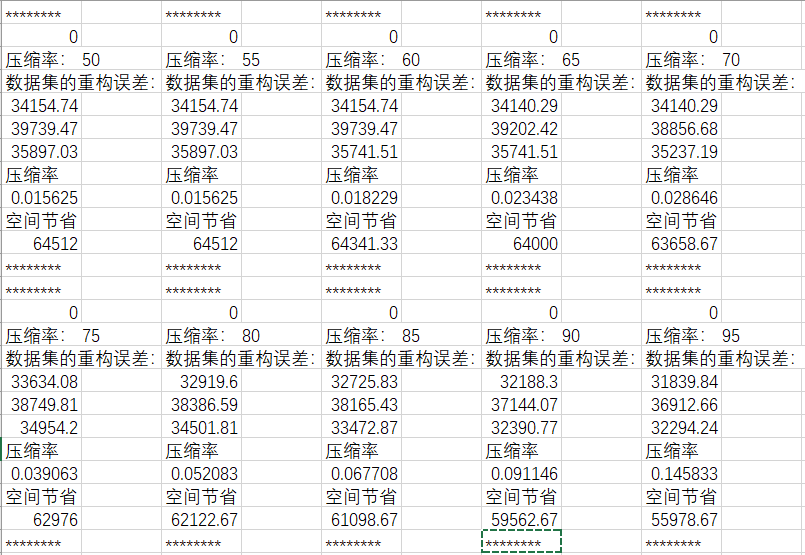 ******** ******** ******** ******** ********
0 0 0 0 0
压缩率： 50 压缩率： 55 压缩率： 60 压缩率： 65 压缩率： 70
数据集的重构误差: 数据集的重构误差: 数据集的重构误差: 数据集的重构误差: 数据集的重构误差:
34154.74 34154.74 34154.74 34140.29 34140.29
39739.47 39739.47 39739.47 39202.42 38856.68
35897.03 35897.03 35741.51 35741.51 35237.19
压缩率 压缩率 压缩率 压缩率 压缩率
0.015625 0.015625 0.018229 0.023438 0.028646
空间节省 空间节省 空间节省 空间节省 空间节省
64512 64512 64341.33 64000 63658.67
******** ******** ******** ******** ********
******** ******** ******** ******** ********
0 0 0 0 0
压缩率： 75 压缩率： 80 压缩率： 85 压缩率： 90 压缩率： 95
数据集的重构误差: 数据集的重构误差: 数据集的重构误差: 数据集的重构误差: 数据集的重构误差:
33634.08 32919.6 32725.83 32188.3 31839.84
38749.81 38386.59 38165.43 37144.07 36912.66
34954.2 34501.81 33472.87 32390.77 32294.24
压缩率 压缩率 压缩率 压缩率 压缩率
0.039063 0.052083 0.067708 0.091146 0.145833
空间节省 空间节省 空间节省 空间节省 空间节省
62976 62122.67 61098.67 59562.67 55978.67
******** ******** ******** ******** ********